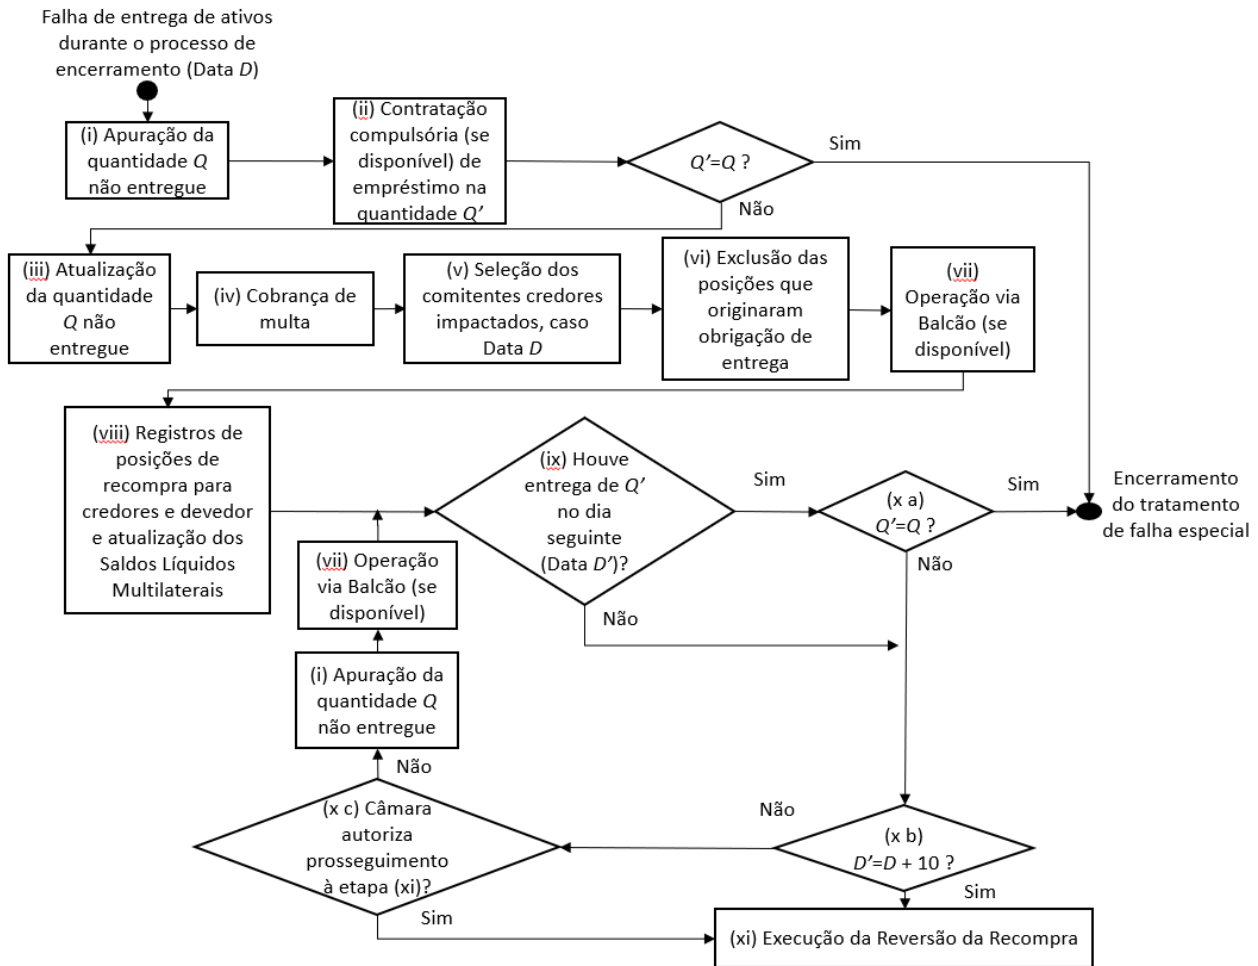 Falha de entrega de ativos
durante o processo de
encerramento (Data D)
(i) Apuração da
quantidade Q
não entregue
(ii) Contratação
compulsória (se
disponível) de
empréstimo na
quantidade Q'
Q'=Q ?
Sim
Não
(iii) Atualização
da quantidade
Q não
entregue
(iv) Cobrança de
multa
(v) Seleção dos
comitentes credores
impactados, caso
Data D
(vi) Exclusão das
posições que
originaram
obrigação de
entrega
(vii)
Operação via
Balcão (se
disponível)
(viii) Registros de
posições de
recompra para
credores e devedor
e atualização dos
Saldos Líquidos
Multilaterais
(ix) Houve
entrega de Q'
no dia
seguinte
(Data D')?
Sim
Não
(x a)
Q'=Q ?
Sim
Não
Encerramento
do tratamento
de falha especial
(vii) Operação
via Balcão (se
disponível)
(i) Apuração da
quantidade Q
não entregue
Não
(x c) Câmara
autoriza
prosseguimento
à etapa (xi)?
Sim
Não
(x b)
D'=D + 10 ?
Sim
(xi) Execução da Reversão da Recompra